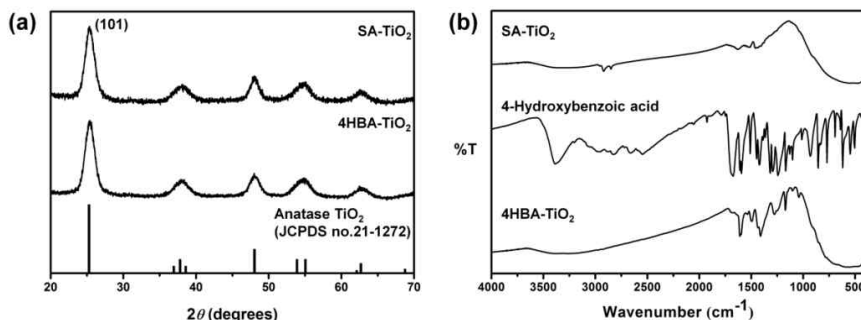 (a)
(101)
SA-TiO2
4HBA-TiO2
Anatase TiO2
(JCPDS no.21-1272)
20 30 40 50 60 70
2θ (degrees)
(b)
SA-TiO2
4-Hydroxybenzoic acid
%T
4HBA-TiO2
4000 3500 3000 2500 2000 1500 1000 500
Wavenumber (cm-1)